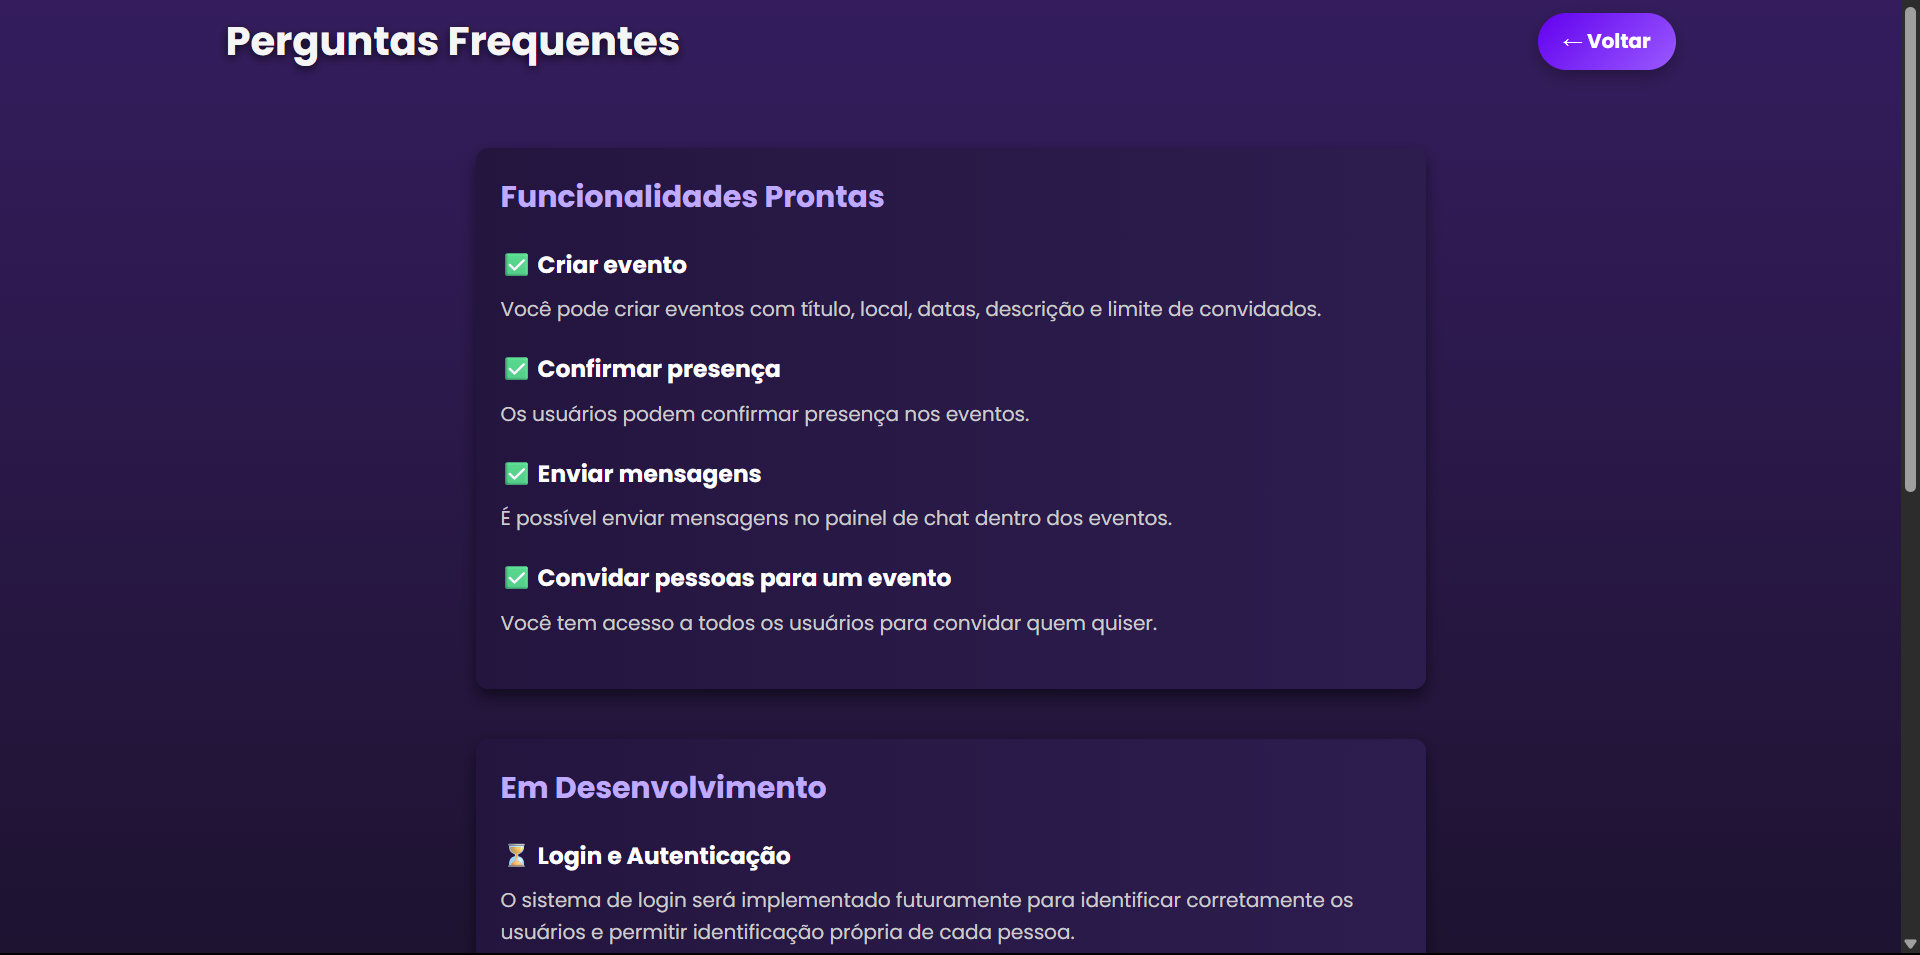 Perguntas Frequentes
← Voltar
Funcionalidades Prontas
✅ Criar evento
Você pode criar eventos com título, local, datas, descrição e limite de convidados.
✅ Confirmar presença
Os usuários podem confirmar presença nos eventos.
✅ Enviar mensagens
É possível enviar mensagens no painel de chat dentro dos eventos.
✅ Convidar pessoas para um evento
Você tem acesso a todos os usuários para convidar quem quiser.
Em Desenvolvimento
⏳ Login e Autenticação
O sistema de login será implementado futuramente para identificar corretamente os
usuários e permitir identificação própria de cada pessoa.